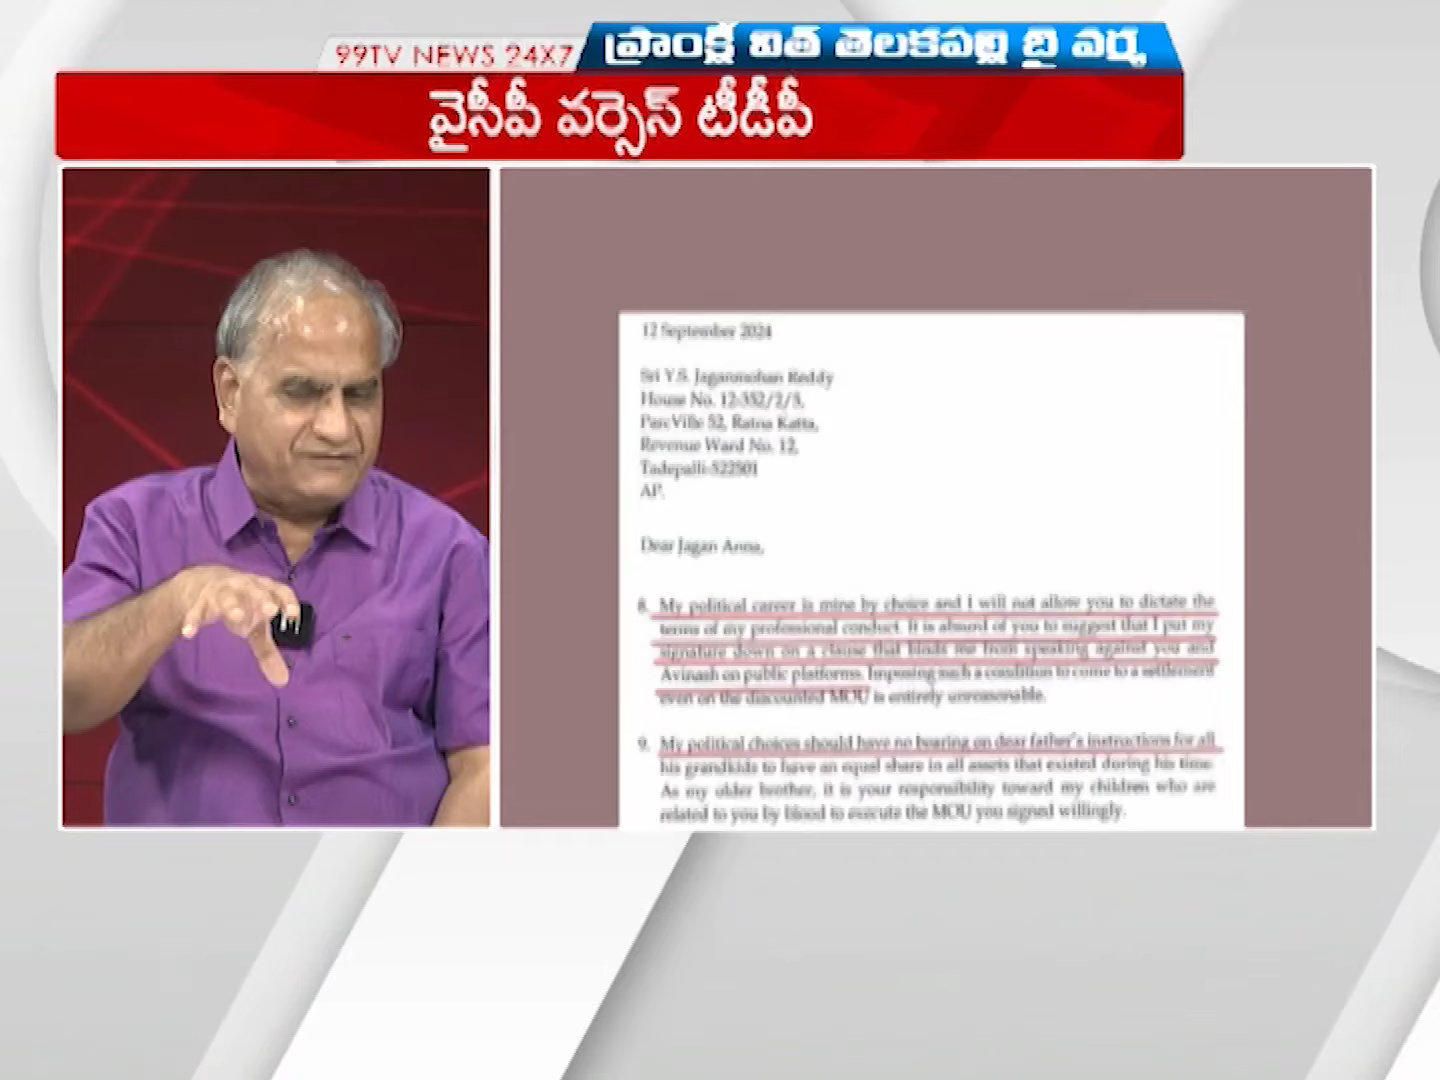 99TV NEWS 24X7
ఫ్రాంక్లీ విత్ తెలకపల్లి బై వర్మ
వైసీపీ వర్సెస్ టీడీపీ
12 September 2024
Sri Y.S. Jaganmohan Reddy
House No. 12-352/2/3,
ParcVille 52, Ratna Katta,
Revenue Ward No. 12,
Tadepalli-522501
AP.
Dear Jagan Anna,
8. My political career is mine by choice and I will not allow you to dictate the
terms of my professional conduct. It is absurd of you to suggest that I put my
signature down on a clause that binds me from speaking against you and
Avinash on public platforms. Imposing such a condition to come to a settlement
even on the discounted MOU is entirely unreasonable.
9. My political choices should have no bearing on dear father's instructions for all
his grandkids to have an equal share in all assets that existed during his time.
As my older brother, it is your responsibility toward my children who are
related to you by blood to execute the MOU you signed willingly.